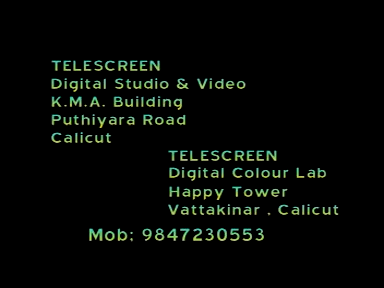 TELESCREEN
Digital Studio & Video
K.M.A. Building
Puthiyara Road
Calicut
TELESCREEN
Digital Colour Lab
Happy Tower
Vattakinar . Calicut
Mob: 9847230553